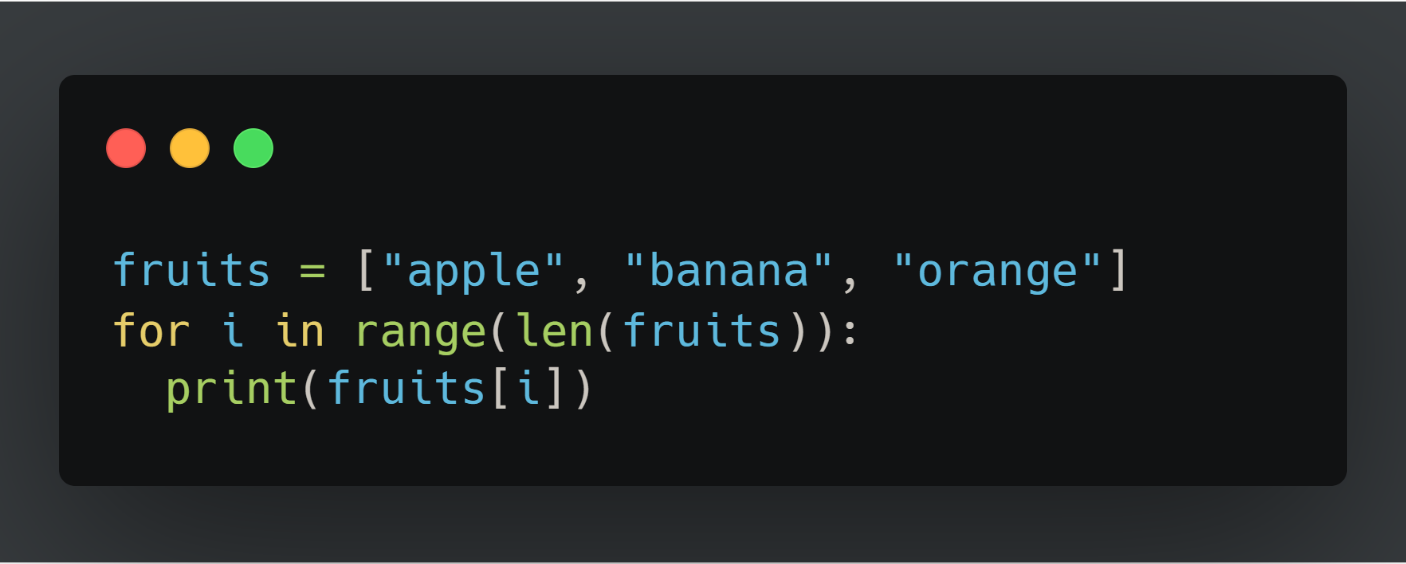 fruits = ["apple", "banana", "orange"]
for i in range(len(fruits)):
  print(fruits[i])